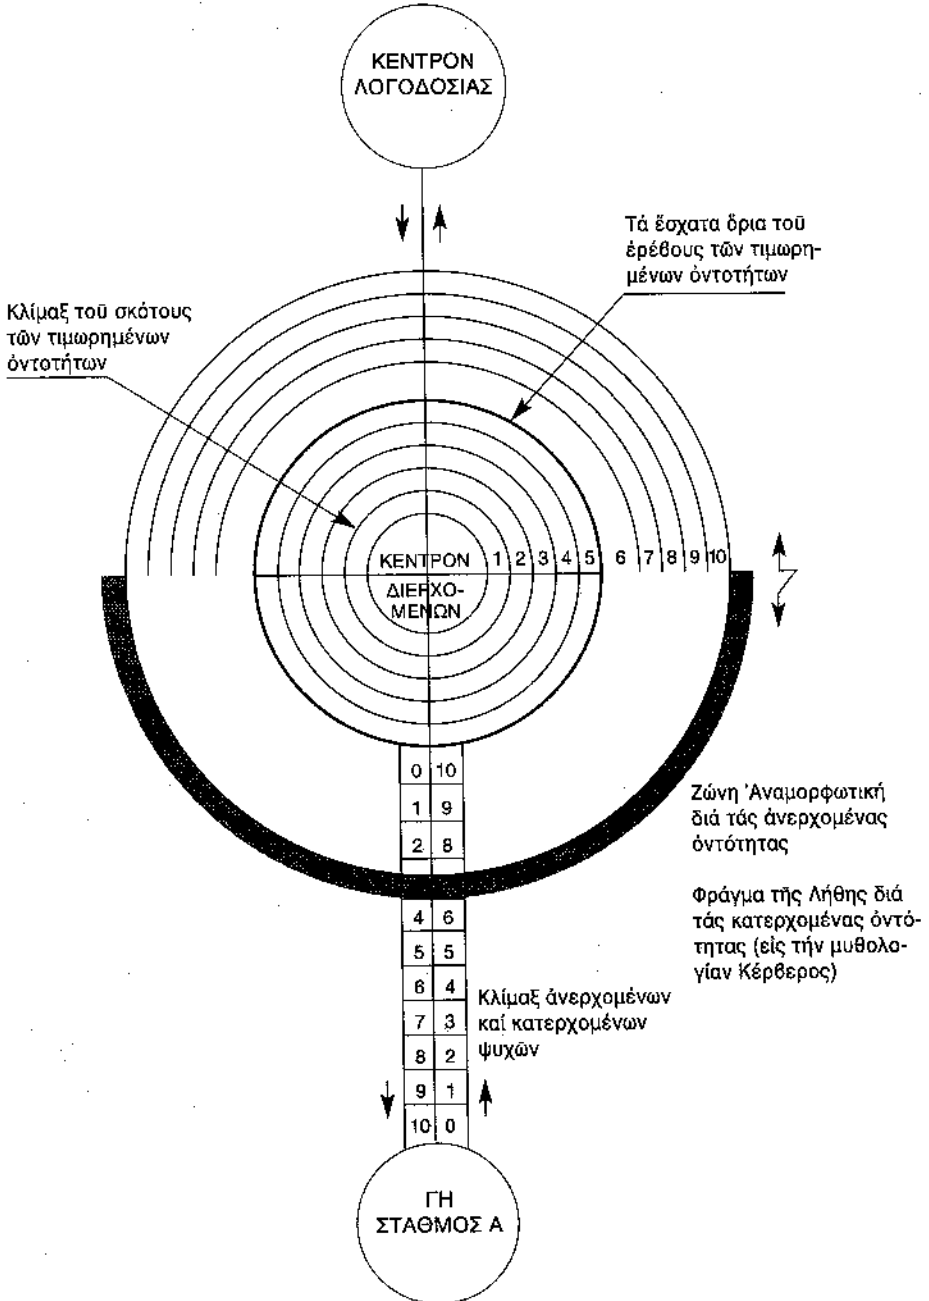 ΚΕΝΤΡΟΝ
ΛΟΓΟΔΟΣΙΑΣ
Τά ἔσχατα ὅρια τοῦ
ἐρέβους τῶν τιμωρη-
μένων ὀντοτήτων
Κλίμαξ τοῦ σκότους
τῶν τιμωρημένων
ὀντοτήτων
ΚΕΝΤΡΟΝ 1 2 3 4 5 6 7 8 9 10
ΔΙΕΡΧΟ-
ΜΕΝΩΝ
0 10
1 9
2 8
Ζώνη Ἀναμορφωτική
διά τάς ἀνερχομένας
ὀντότητας
Φράγμα τῆς Λήθης διά
τάς κατερχομένας ὀντό-
τητας (εἰς τήν μυθολο-
γίαν Κέρβερος)
4 6
5 5
6 4
7 3
8 2
9 1
10 0
Κλίμαξ ἀνερχομένων
καί κατερχομένων
ψυχῶν
ΓΗ
ΣΤΑΘΜΟΣ Α